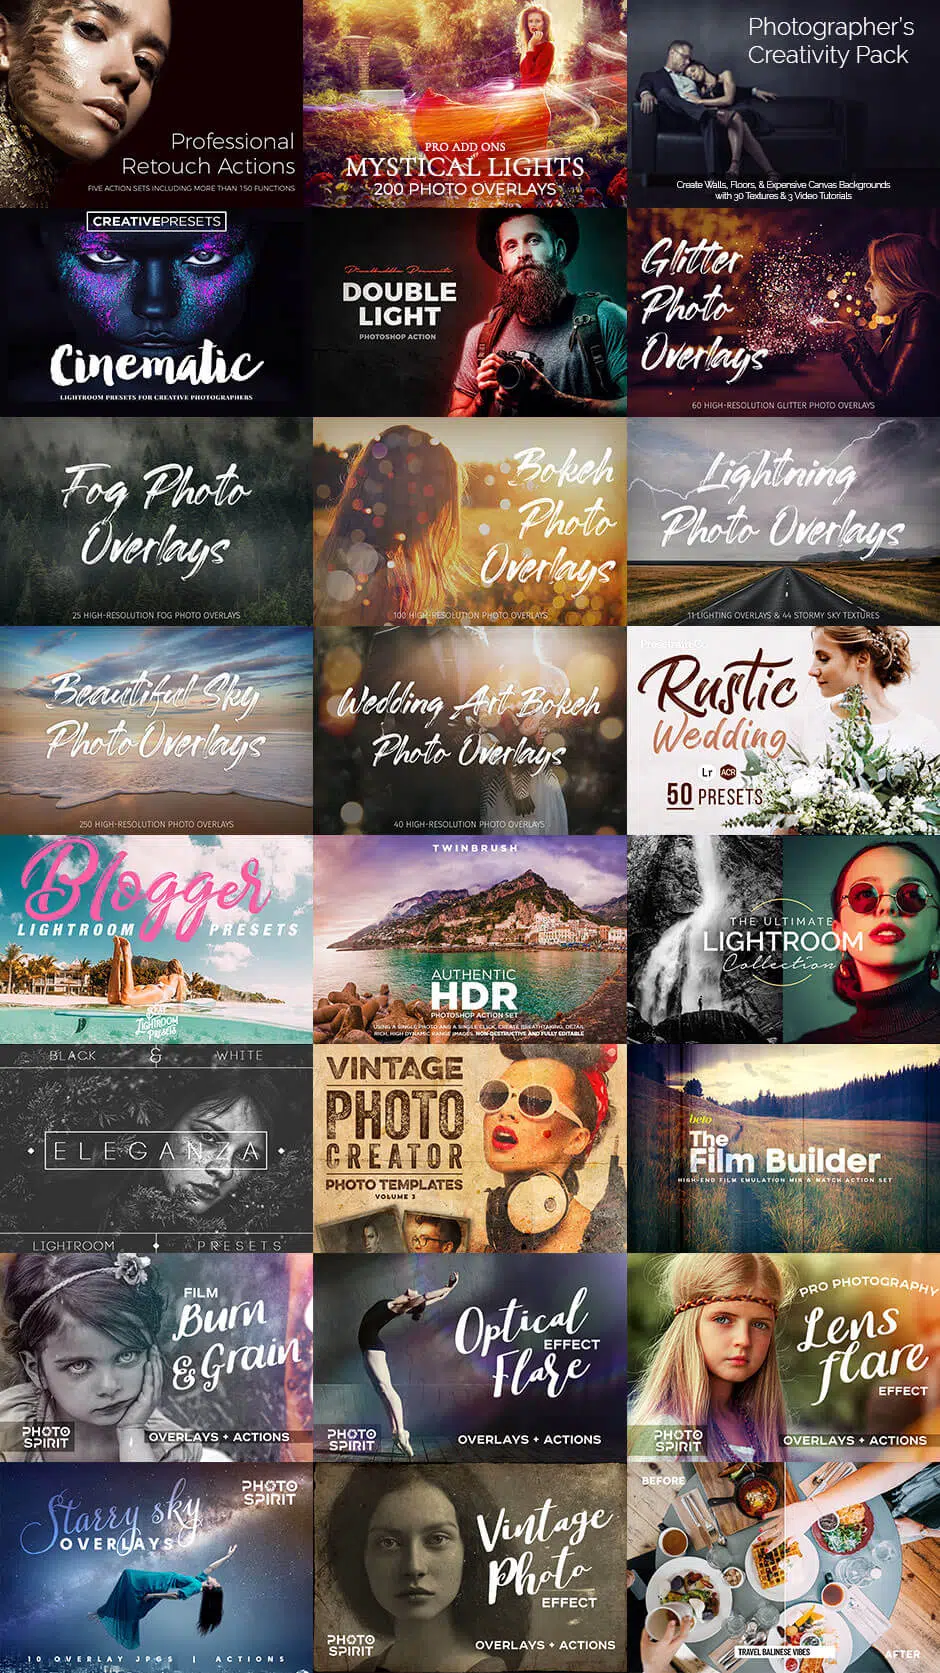 Professional
Retouch Actions
FIVE ACTION SETS INCLUDING MORE THAN 150 FUNCTIONS
PRO ADD ONS
MYSTICAL LIGHTS
200 PHOTO OVERLAYS
Photographer's
Creativity Pack
Create Walls, Floors, & Expensive Canvas Backgrounds
with 30 Textures & 3 Video Tutorials
CREATIVEPRESETS
Cinematic
LIGHTROOM PRESETS FOR CREATIVE PHOTOGRAPHERS
DOUBLE
LIGHT
PHOTOSHOP ACTION
Glitter
Photo
Overlays
60 HIGH-RESOLUTION GLITTER PHOTO OVERLAYS
Fog Photo
Overlays
25 HIGH-RESOLUTION FOG PHOTO OVERLAYS
Bokeh
Photo
Overlays
100 HIGH-RESOLUTION PHOTO OVERLAYS
Lightning
Photo Overlays
11 LIGHTING OVERLAYS & 44 STORMY SKY TEXTURES
Beautiful Sky
Photo Overlays
250 HIGH-RESOLUTION PHOTO OVERLAYS
Wedding Art Bokeh
Photo Overlays
40 HIGH-RESOLUTION PHOTO OVERLAYS
Rustic
Wedding
Lr ACR
50 PRESETS
Blogger
LIGHTROOM PRESETS
BEST
LIGHTROOM
PRESETS
TWINBRUSH
AUTHENTIC
HDR
PHOTOSHOP ACTION SET
USING A SINGLE PHOTO AND A SINGLE CLICK, CREATE BREATHTAKING, DETAIL
RICH, HIGH DYNAMIC RANGE IMAGES. NON-DESTRUCTIVE AND FULLY EDITABLE
THE ULTIMATE
LIGHTROOM
Collection
BLACK & WHITE
ELEGANZA
LIGHTROOM PRESETS
VINTAGE
PHOTO
CREATOR
PHOTO TEMPLATES
VOLUME 3
beto
The
Film Builder
HIGH-END FILM EMULATION MIX & MATCH ACTION SET
FILM
Burn
& Grain
PHOTO
SPIRIT
OVERLAYS + ACTIONS
Optical
EFFECT
Flare
PHOTO
SPIRIT
OVERLAYS + ACTIONS
PRO PHOTOGRAPHY
Lens
flare
EFFECT
PHOTO
SPIRIT
OVERLAYS + ACTIONS
PHOTO
SPIRIT
Starry sky
OVERLAYS
10 OVERLAY JPGS | ACTIONS
Vintage
Photo
EFFECT
PHOTO
SPIRIT
OVERLAYS + ACTIONS
BEFORE
TRAVEL BALINESE VIBES
AFTER